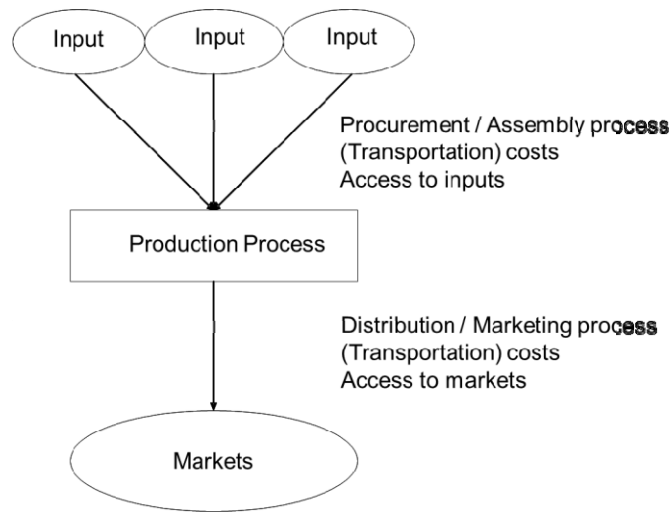 Input
Input
Input
Procurement / Assembly process
(Transportation) costs
Access to inputs
Production Process
Distribution / Marketing process
(Transportation) costs
Access to markets
Markets